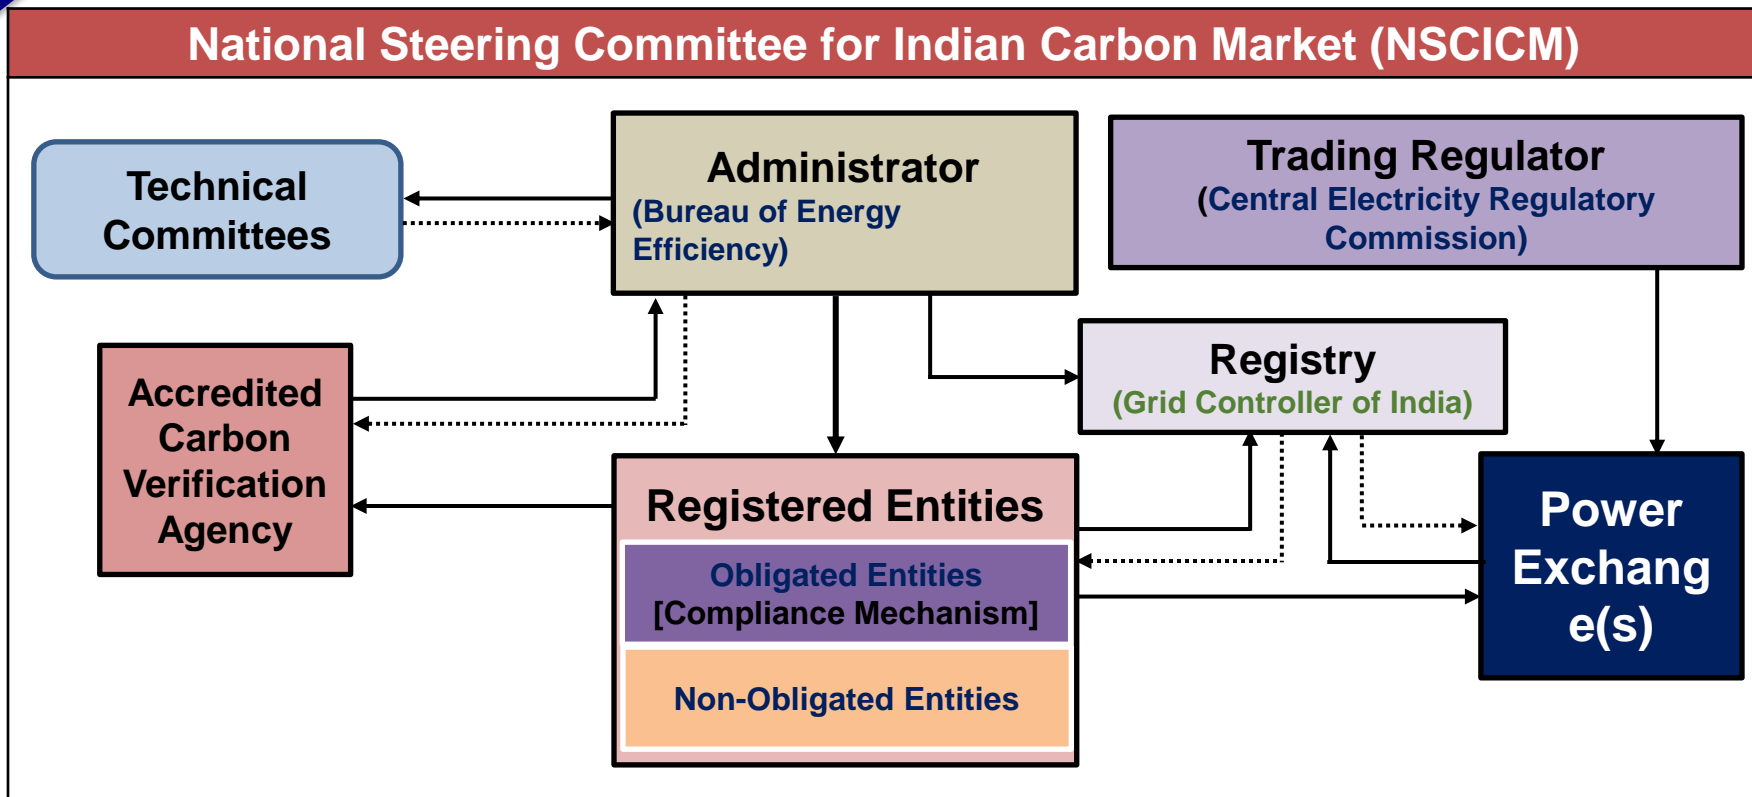 National Steering Committee for Indian Carbon Market (NSCICM)
Technical
Committees
Administrator
(Bureau of Energy
Efficiency)
Trading Regulator
(Central Electricity Regulatory
Commission)
Registry
(Grid Controller of India)
Accredited
Carbon
Verification
Agency
Registered Entities
Obligated Entities
[Compliance Mechanism]
Non-Obligated Entities
Power
Exchang
e(s)